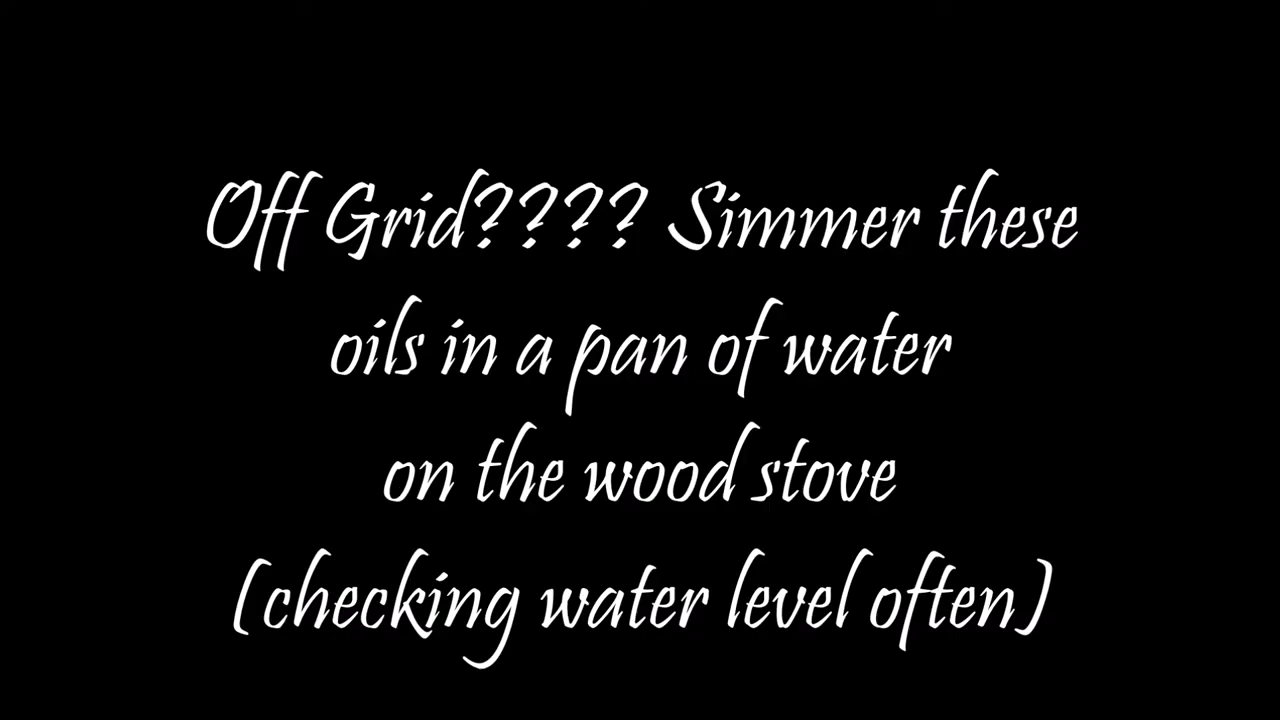 Off Grid???? Simmer these
oils in a pan of water
on the wood stove
(checking water level often)